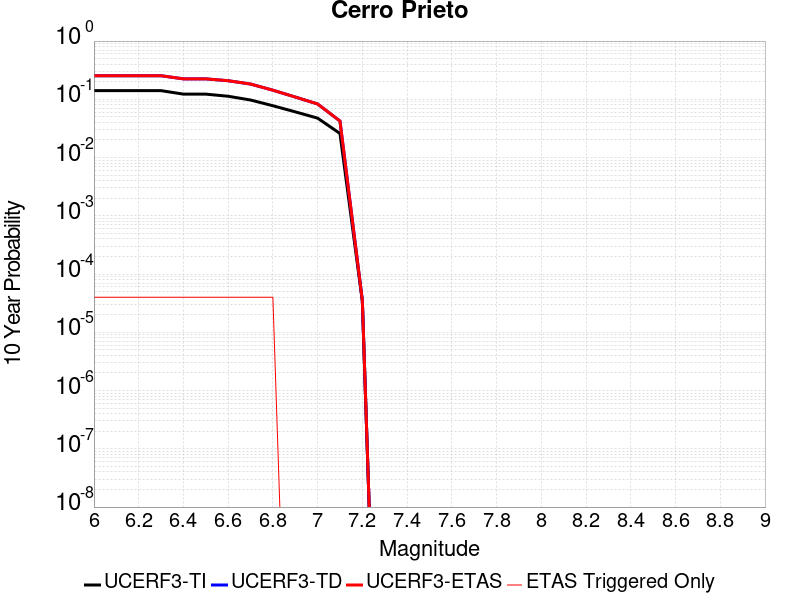 Cerro Prieto
10^0
10^-1
10^-2
10^-3
10^-4
10^-5
10^-6
10^-7
10^-8
10 Year Probability
6 6.2 6.4 6.6 6.8 7 7.2 7.4 7.6 7.8 8 8.2 8.4 8.6 8.8 9
Magnitude
UCERF3-TI UCERF3-TD UCERF3-ETAS ETAS Triggered Only